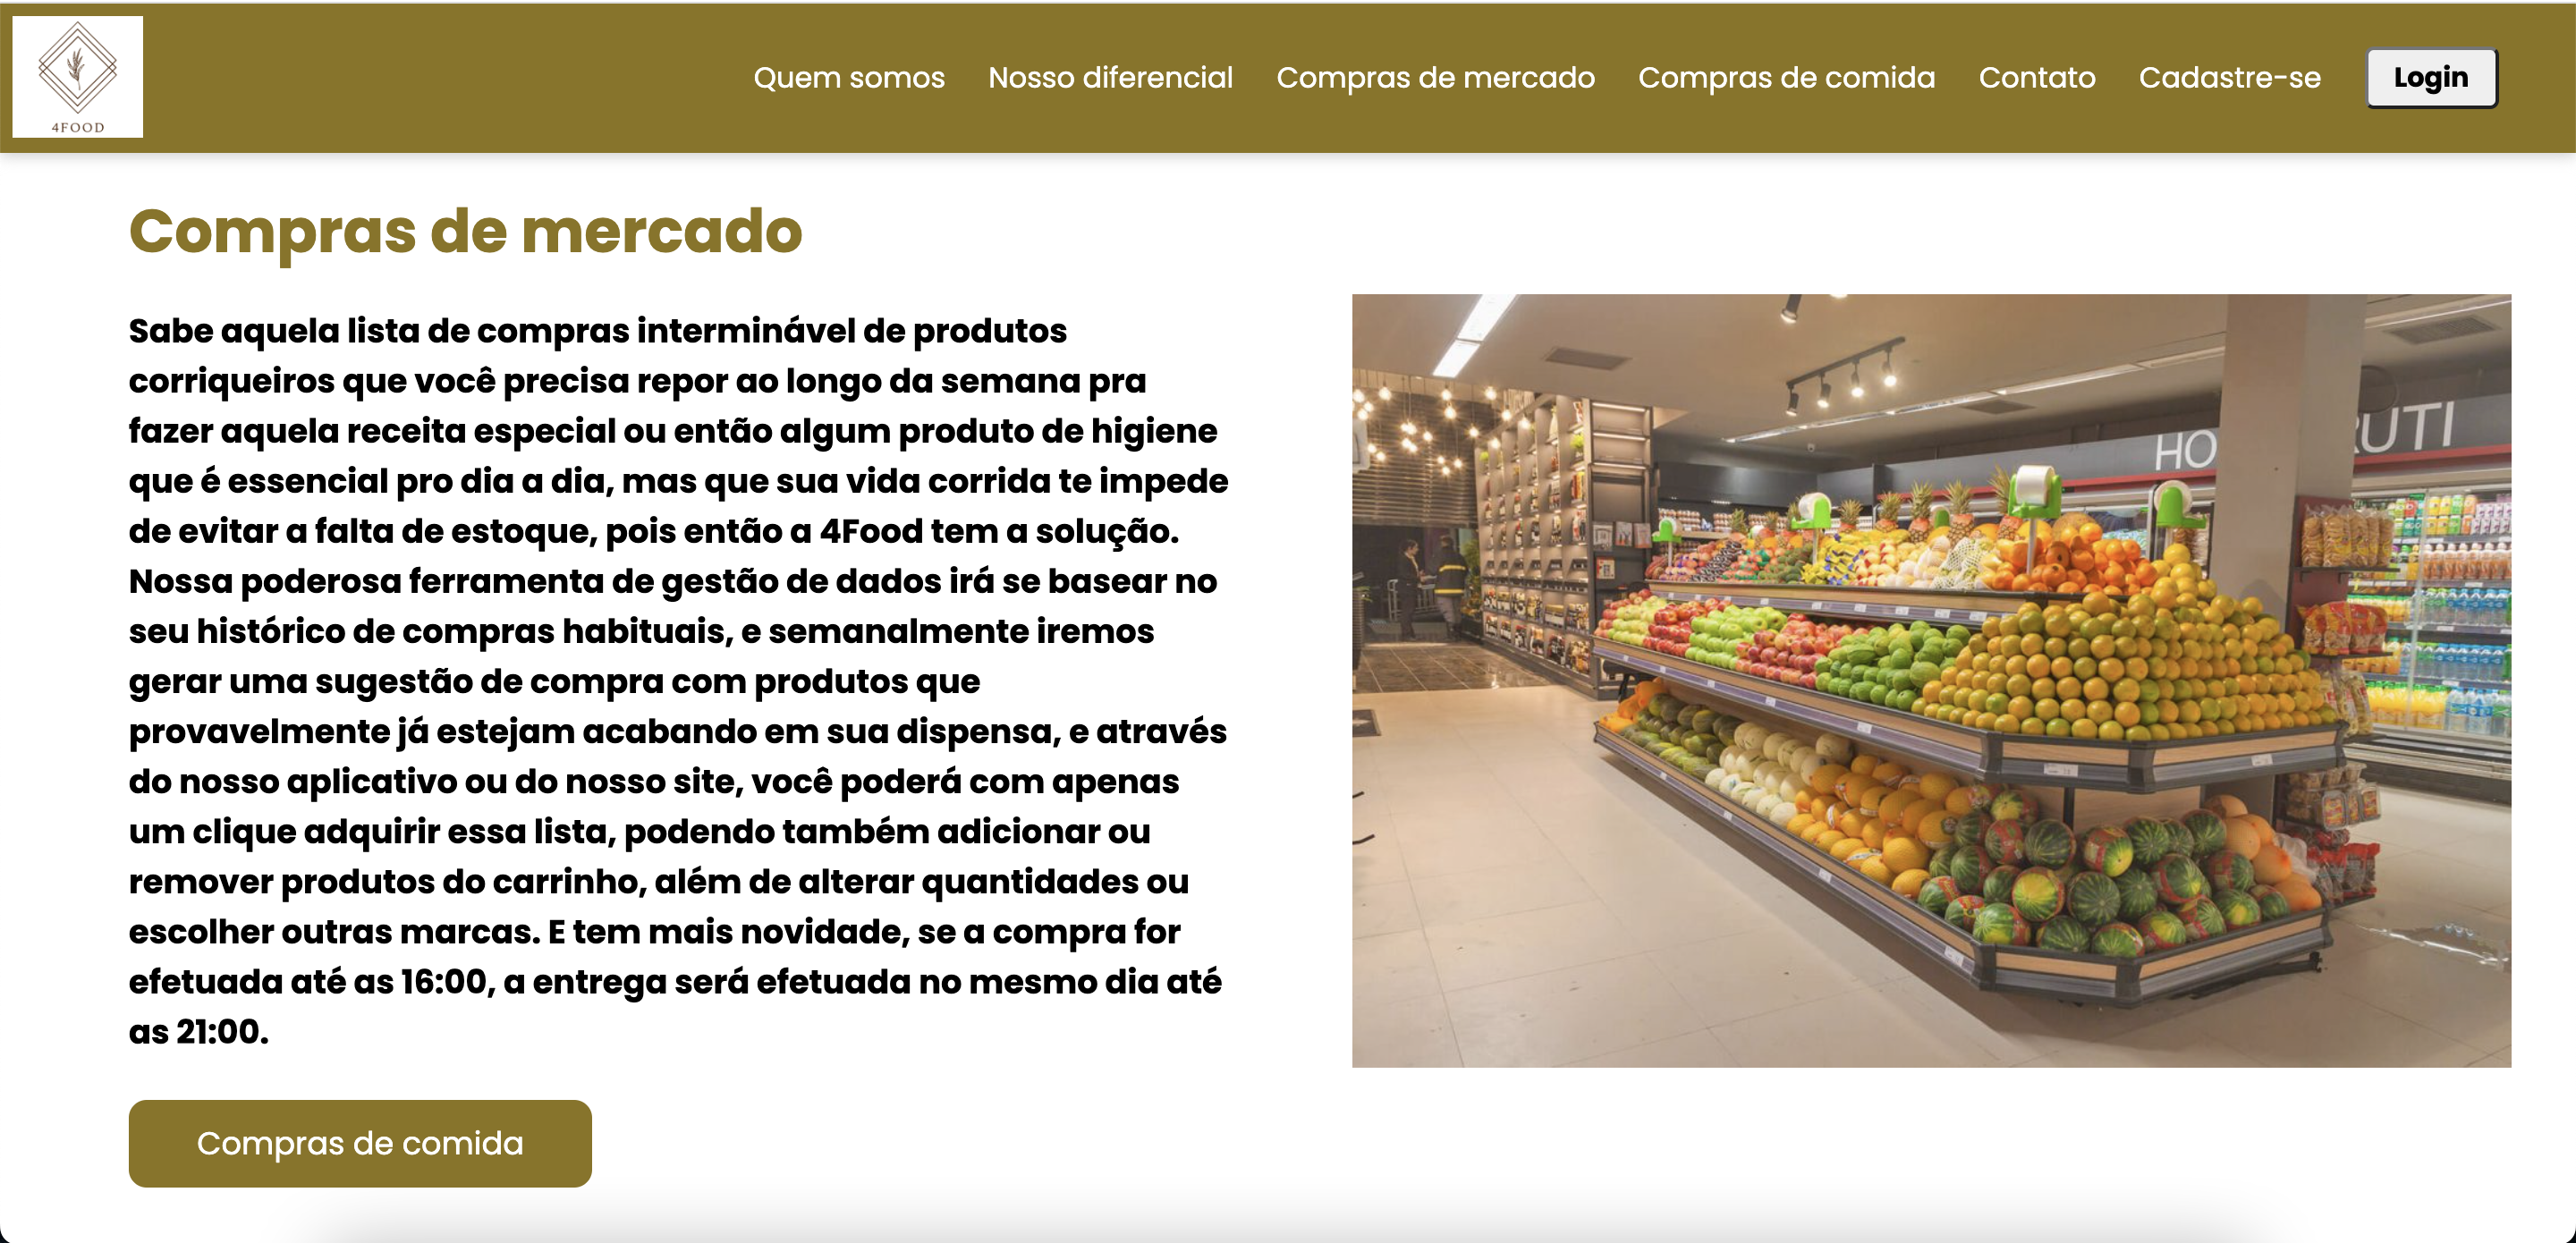 4FOOD
Quem somos Nosso diferencial Compras de mercado Compras de comida Contato Cadastre-se Login
Compras de mercado
Sabe aquela lista de compras interminável de produtos
corriqueiros que você precisa repor ao longo da semana pra
fazer aquela receita especial ou então algum produto de higiene
que é essencial pro dia a dia, mas que sua vida corrida te impede
de evitar a falta de estoque, pois então a 4Food tem a solução.
Nossa poderosa ferramenta de gestão de dados irá se basear no
seu histórico de compras habituais, e semanalmente iremos
gerar uma sugestão de compra com produtos que
provavelmente já estejam acabando em sua dispensa, e através
do nosso aplicativo ou do nosso site, você poderá com apenas
um clique adquirir essa lista, podendo também adicionar ou
remover produtos do carrinho, além de alterar quantidades ou
escolher outras marcas. E tem mais novidade, se a compra for
efetuada até as 16:00, a entrega será efetuada no mesmo dia até
as 21:00.
HO RUTI
Compras de comida